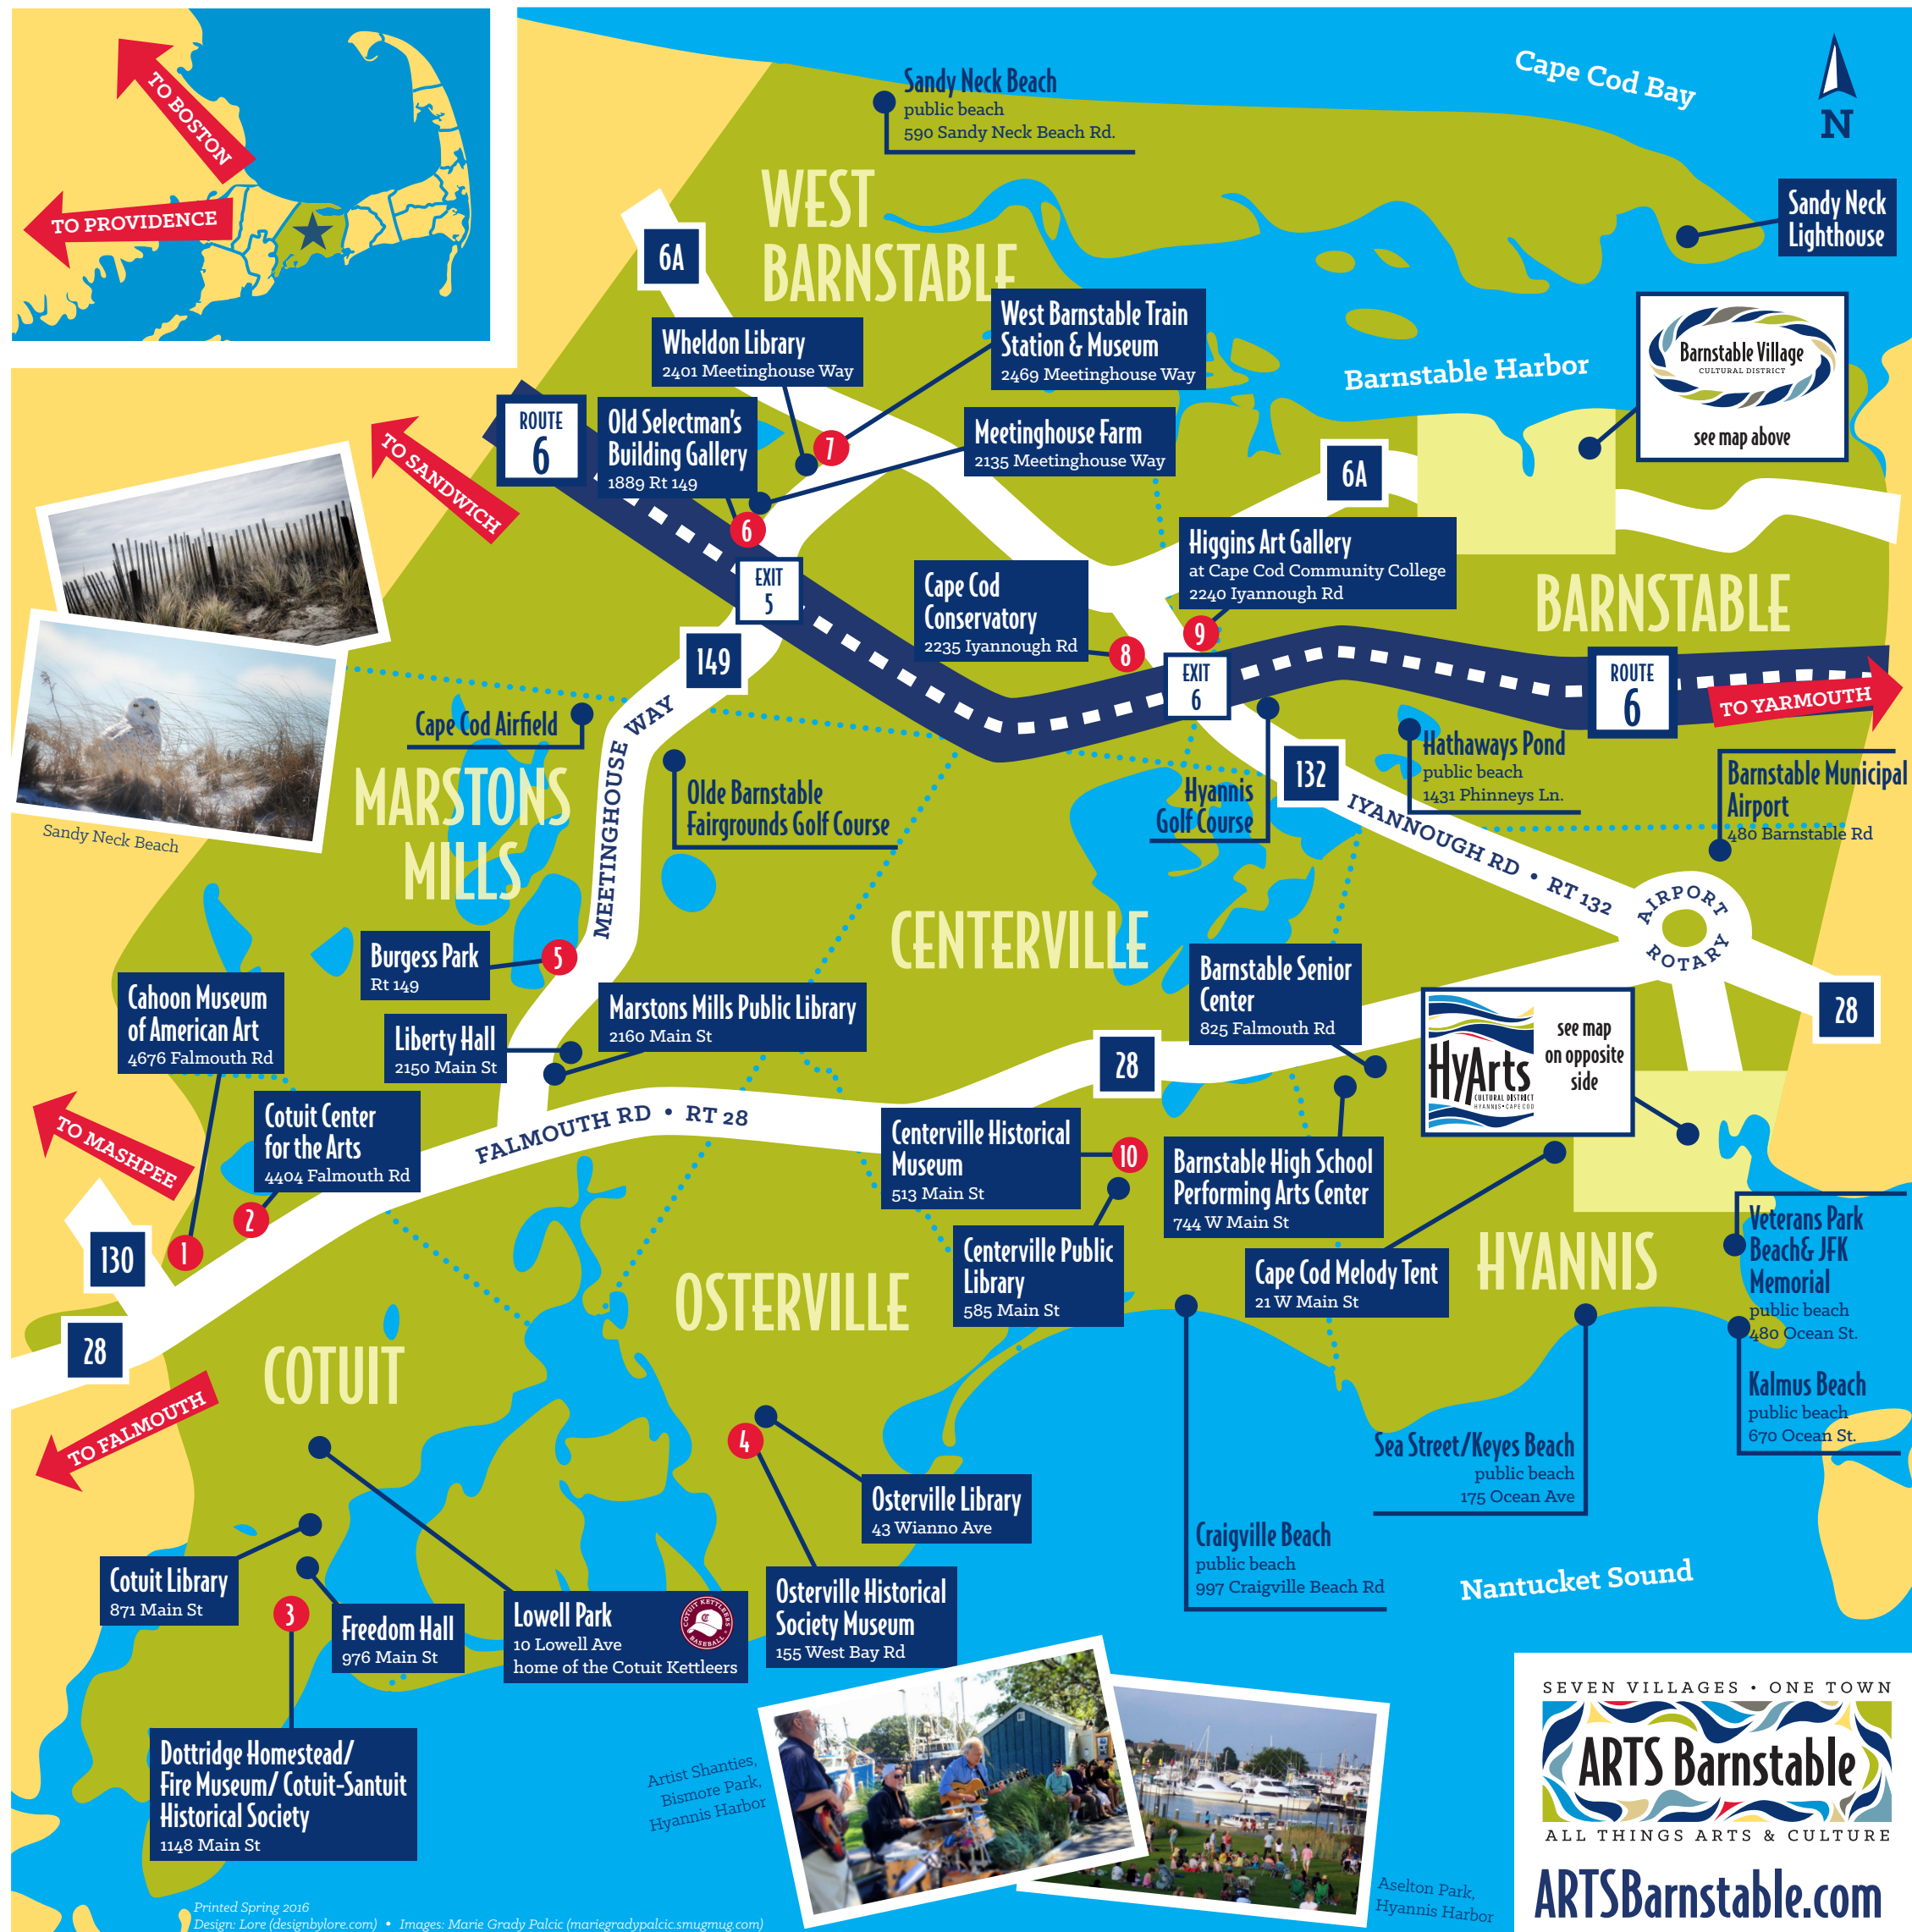 TO BOSTON
TO PROVIDENCE
Cape Cod Bay
N
Sandy Neck Beach
public beach
590 Sandy Neck Beach Rd.
WEST
BARNSTABLE
Sandy Neck
Lighthouse
6A
Wheldon Library
2401 Meetinghouse Way
West Barnstable Train
Station & Museum
2469 Meetinghouse Way
Barnstable Harbor
Barnstable Village
CULTURAL DISTRICT
see map above
TO SANDWICH
ROUTE
6
Old Selectman's
Building Gallery
1889 Rt 149
7
Meetinghouse Farm
2135 Meetinghouse Way
6A
6
EXIT
5
Higgins Art Gallery
at Cape Cod Community College
2240 Iyannough Rd
Cape Cod
Conservatory
2235 Iyannough Rd
8
9
BARNSTABLE
149
EXIT
6
ROUTE
6
TO YARMOUTH
Cape Cod Airfield
MEETINGHOUSE WAY
MARSTONS
MILLS
Olde Barnstable
Fairgrounds Golf Course
Hyannis
Golf Course
132
Hathaways Pond
public beach
1431 Phinneys Ln.
Barnstable Municipal
Airport
480 Barnstable Rd
IYANNOUGH RD • RT 132
AIRPORT
ROTARY
Sandy Neck Beach
CENTERVILLE
Burgess Park
Rt 149
5
Cahoon Museum
of American Art
4676 Falmouth Rd
Liberty Hall
2150 Main St
Marstons Mills Public Library
2160 Main St
Barnstable Senior
Center
825 Falmouth Rd
28
28
HyArts
CULTURAL DISTRICT
HYANNIS • CAPE COD
see map
on opposite
side
TO MASHPEE
Cotuit Center
for the Arts
4404 Falmouth Rd
FALMOUTH RD • RT 28
Centerville Historical
Museum
513 Main St
10
Barnstable High School
Performing Arts Center
744 W Main St
2
1
130
28
Centerville Public
Library
585 Main St
Cape Cod Melody Tent
21 W Main St
HYANNIS
Veterans Park
Beach& JFK
Memorial
public beach
480 Ocean St.
OSTERVILLE
COTUIT
Kalmus Beach
public beach
670 Ocean St.
TO FALMOUTH
4
Sea Street/Keyes Beach
public beach
175 Ocean Ave
Osterville Library
43 Wianno Ave
Craigville Beach
public beach
997 Craigville Beach Rd
Nantucket Sound
Cotuit Library
871 Main St
3
Freedom Hall
976 Main St
Lowell Park
10 Lowell Ave
home of the Cotuit Kettleers
COTUIT KETTLEERS
C
BASEBALL
Osterville Historical
Society Museum
155 West Bay Rd
Dottridge Homestead/
Fire Museum/ Cotuit-Santuit
Historical Society
1148 Main St
Artist Shanties,
Bismore Park,
Hyannis Harbor
Aselton Park,
Hyannis Harbor
SEVEN VILLAGES • ONE TOWN
ARTS Barnstable
ALL THINGS ARTS & CULTURE
ARTSBarnstable.com
Printed Spring 2016
Design: Lore (designbylore.com) • Images: Marie Grady Palcic (mariegradypalcic.smugmug.com)